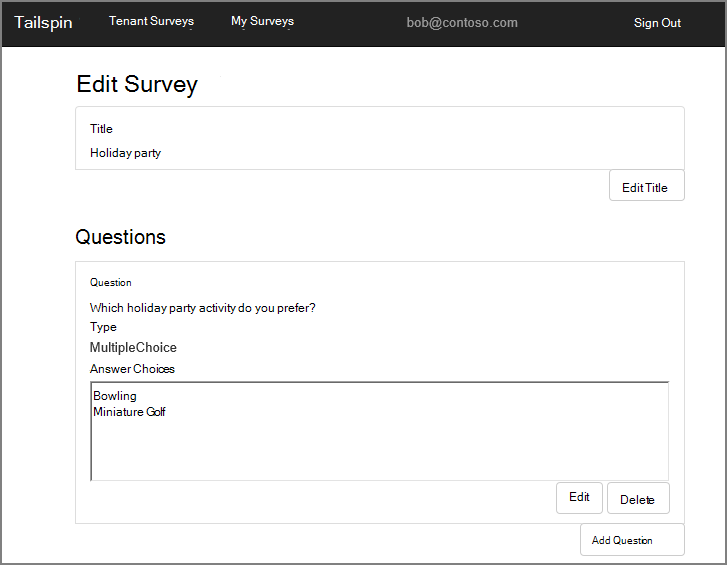 Tailspin Tenant Surveys My Surveys bob@contoso.com Sign Out
Edit Survey
Title
Holiday party
Edit Title
Questions
Question
Which holiday party activity do you prefer?
Type
MultipleChoice
Answer Choices
Bowling
Miniature Golf
Edit Delete
Add Question